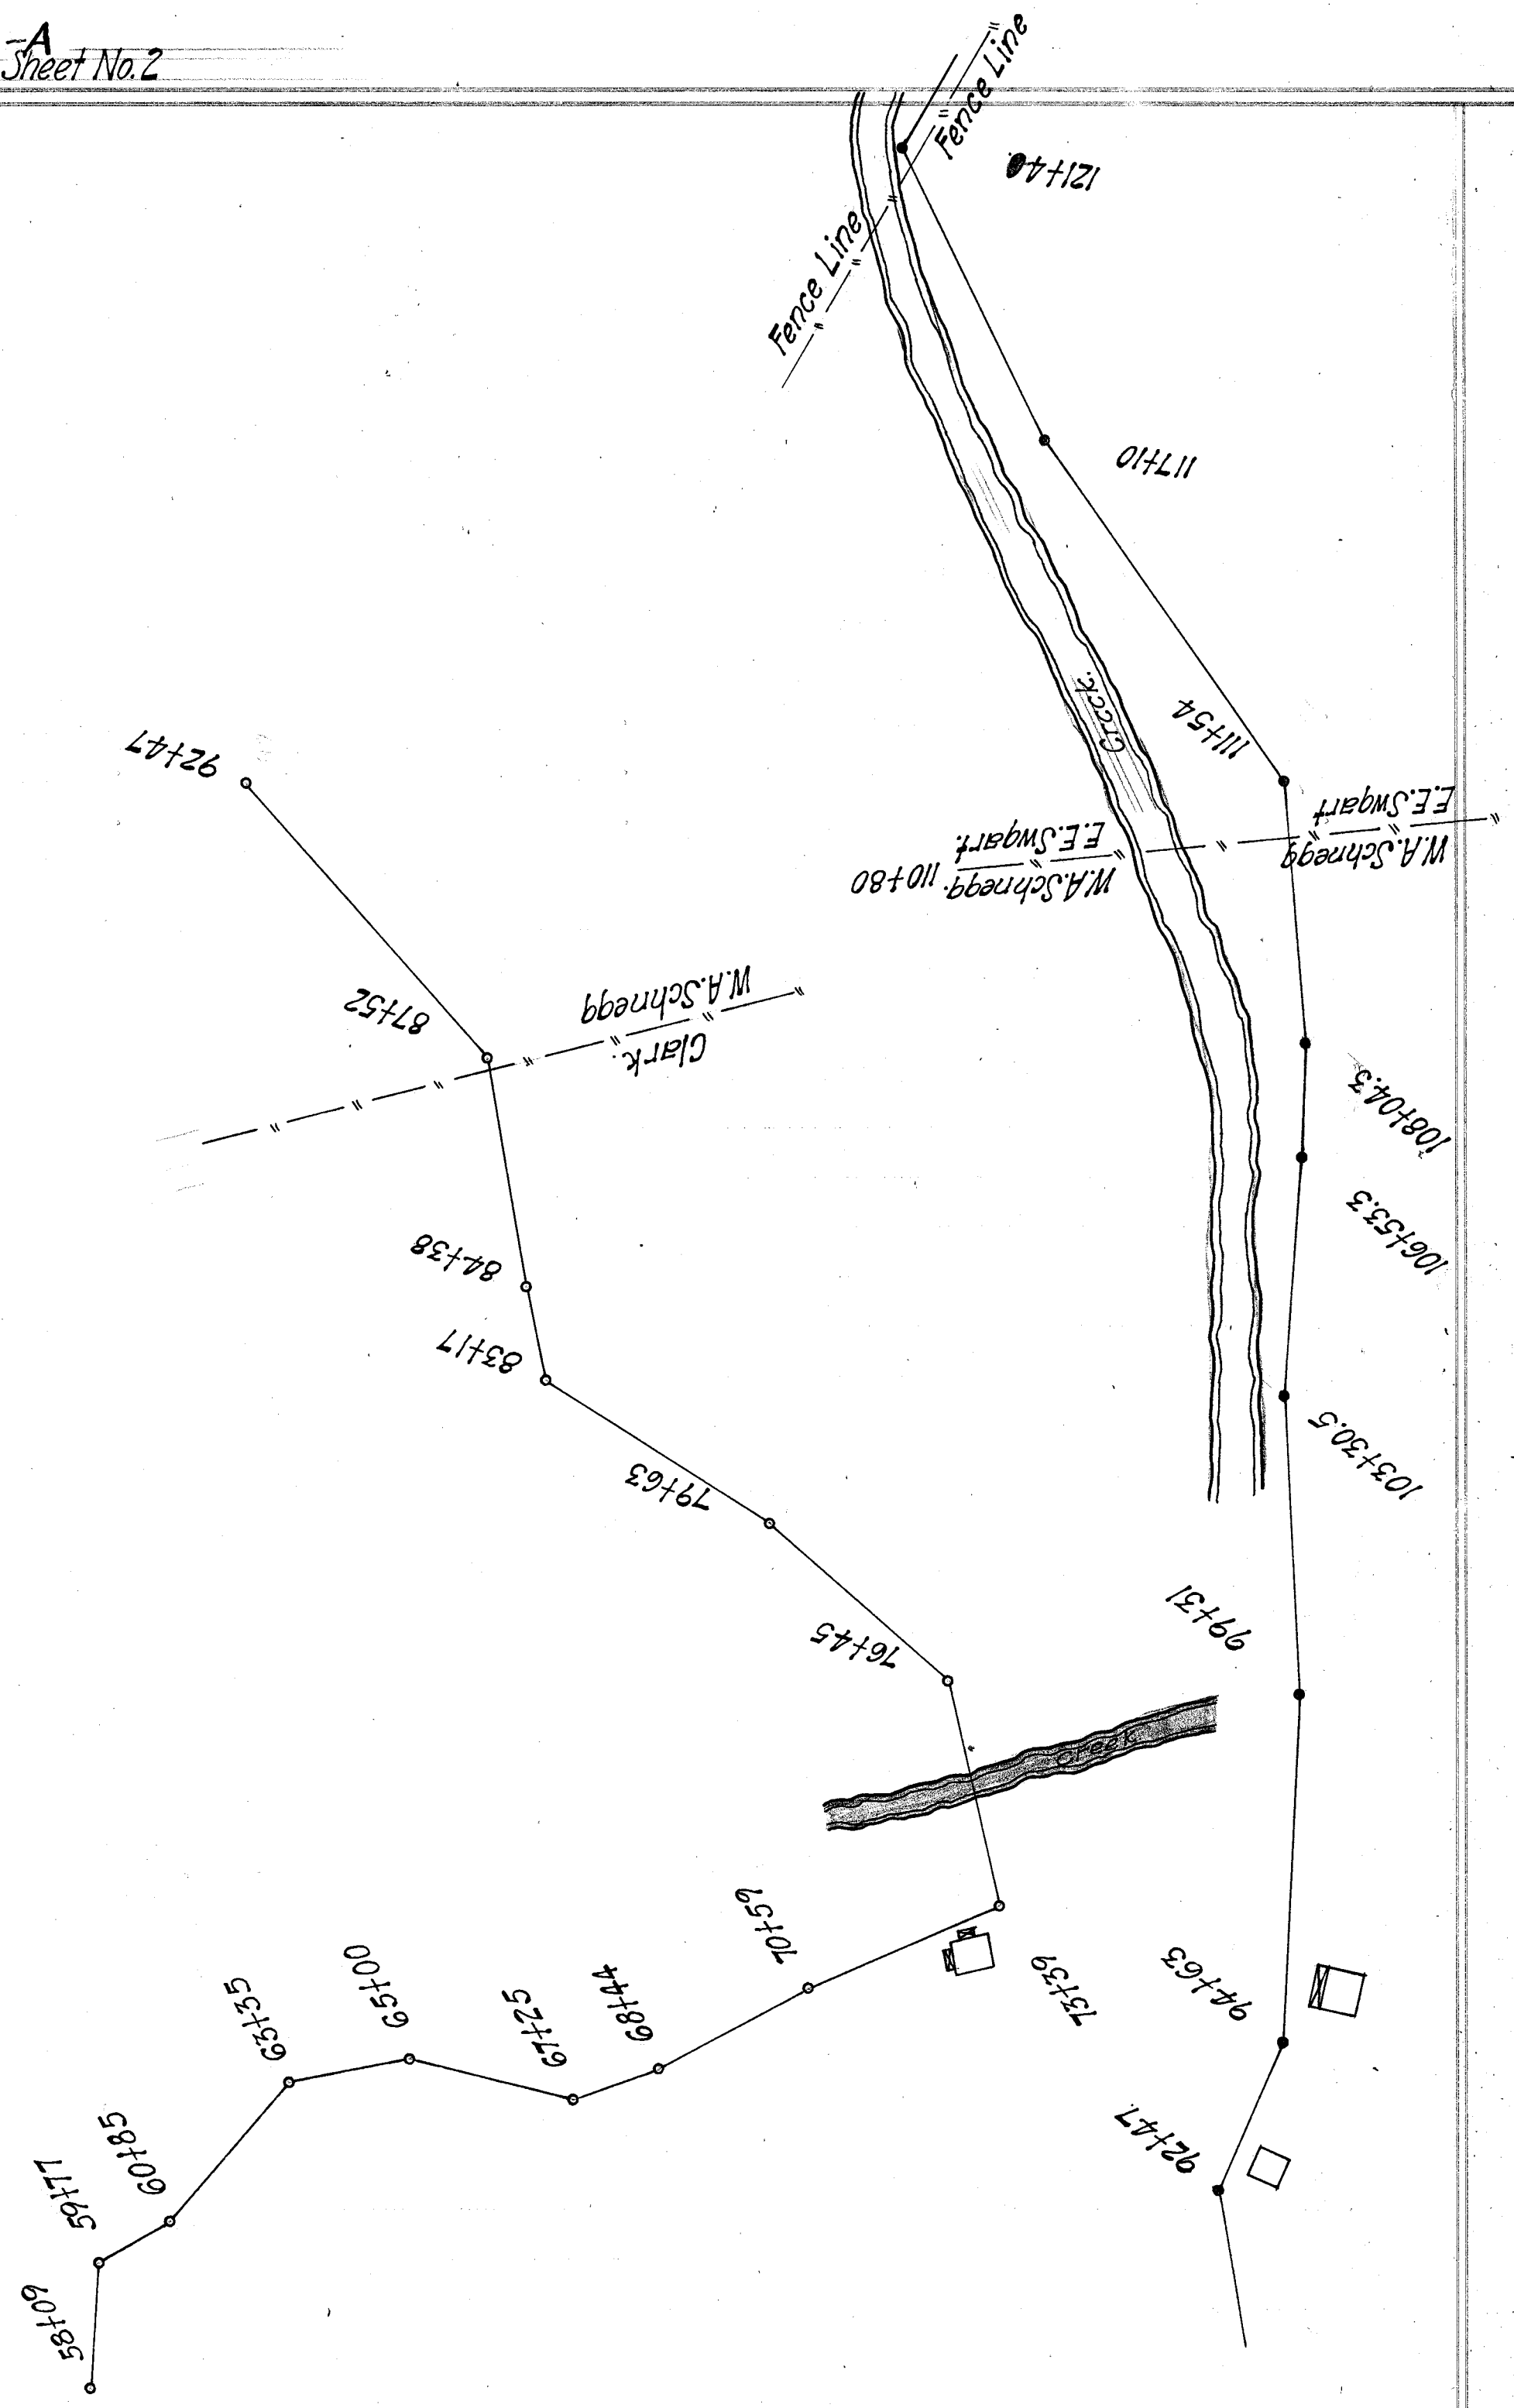 -A
Sheet No. 2
Fence Line
Fence Line
121+40
117+10
111+54
Creek.
E.E. Swgart
W.A. Schnegg
E.E. Swgart.
W.A. Schnegg. 110+80
108+04.3
106+53.3
103+30.5
99+31
94+63
92+47
92+47
87+52
W.A. Schnegg
Clark.
84+38
83+17
79+63
76+45
Creek
73+39
70+59
68+44
67+25
65+00
63+35
60+85
59+77
58+09